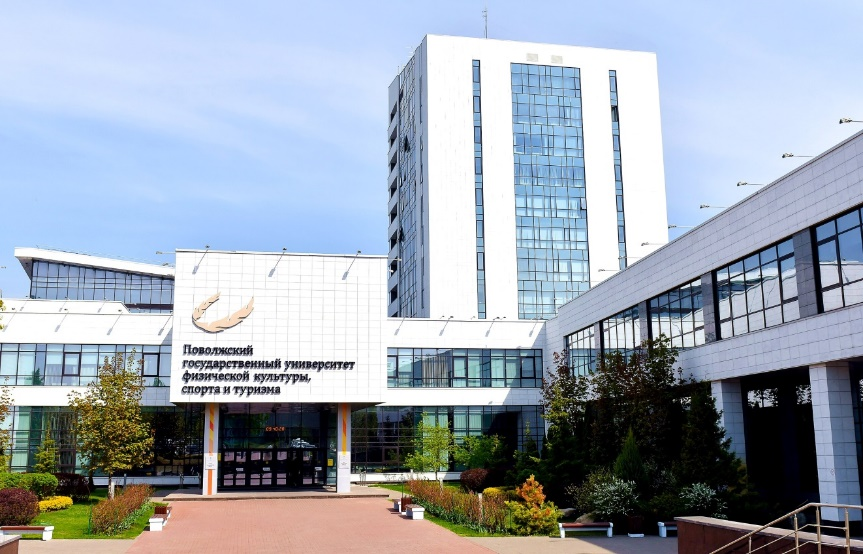 Поволжский
государственный университет
физической культуры,
спорта и туризма